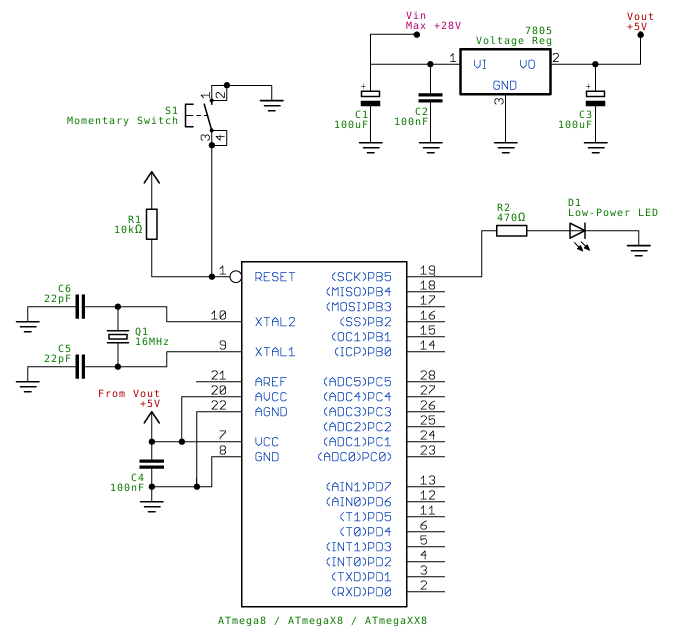 Vin
Max +28V
Vout
+5V
7805
Voltage Reg
1
VI
VO
2
GND
3
+
C1
100uF
C2
100nF
+
C3
100uF
S1
Momentary Switch
1
2
3
4
R1
10kΩ
R2
470Ω
D1
Low-Power LED
1
RESET
(SCK)PB5
19
(MISO)PB4
18
(MOSI)PB3
17
10
XTAL2
(SS)PB2
16
(OC1)PB1
15
9
XTAL1
(ICP)PB0
14
C6
22pF
Q1
16MHz
C5
22pF
21
AREF
(ADC5)PC5
28
20
AVCC
(ADC4)PC4
27
22
AGND
(ADC3)PC3
26
(ADC2)PC2
25
7
VCC
(ADC1)PC1
24
8
GND
(ADC0)PC0
23
From Vout
+5V
C4
100nF
(AIN1)PD7
13
(AIN0)PD6
12
(T1)PD5
11
(T0)PD4
6
(INT1)PD3
5
(INT0)PD2
4
(TXD)PD1
3
(RXD)PD0
2
ATmega8 / ATmegaX8 / ATmegaXX8